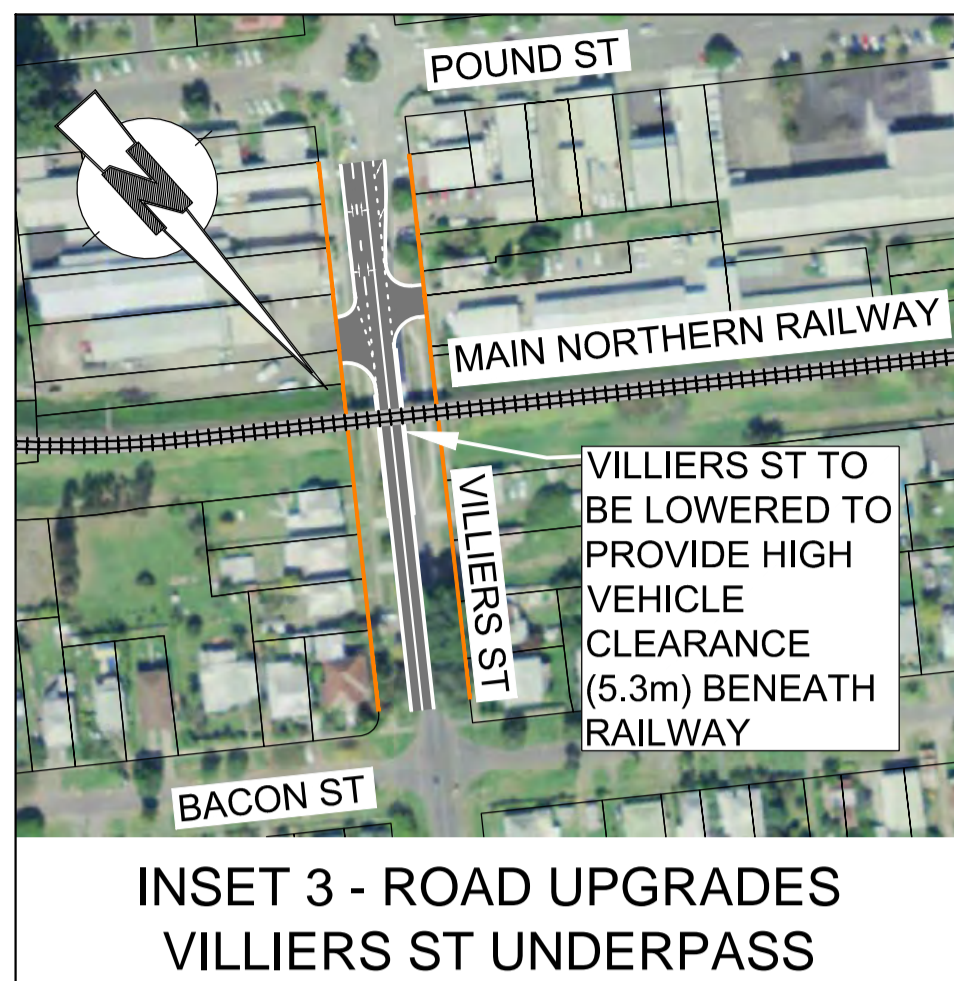 POUND ST
N
MAIN NORTHERN RAILWAY
VILLIERS ST TO
BE LOWERED TO
PROVIDE HIGH
VEHICLE
CLEARANCE
(5.3m) BENEATH
RAILWAY
VILLIERS ST
BACON ST
INSET 3 - ROAD UPGRADES
VILLIERS ST UNDERPASS